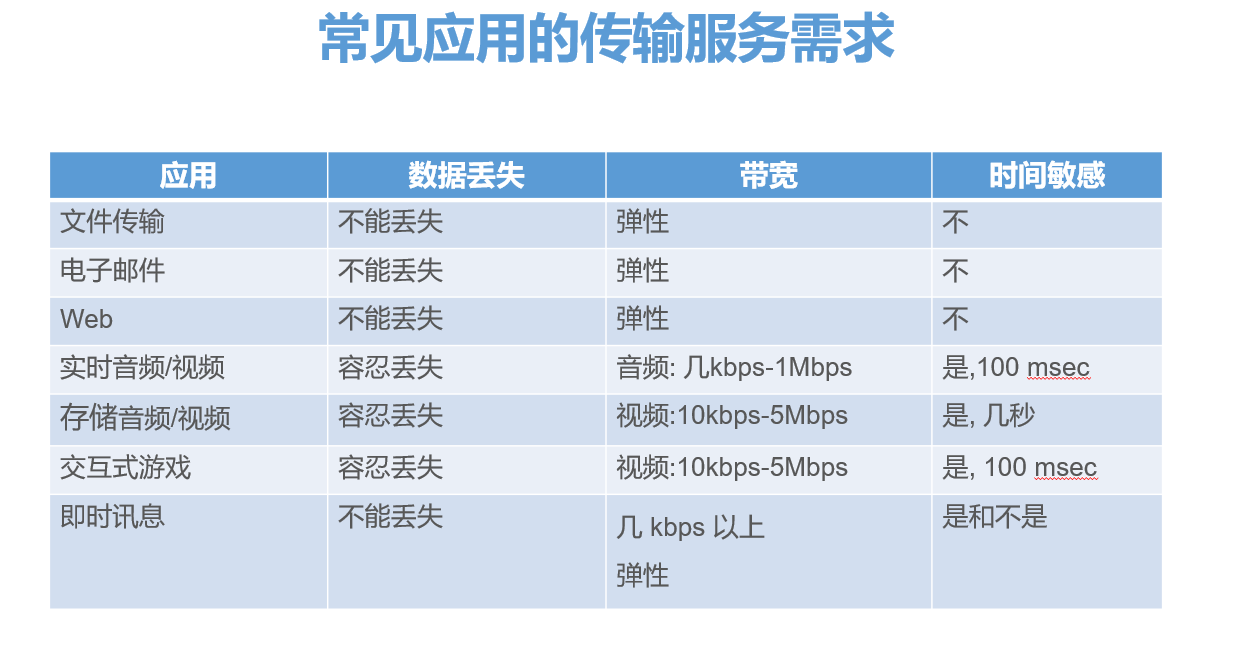 常见应用的传输服务需求
应用 数据丢失 带宽 时间敏感
文件传输 不能丢失 弹性 不
电子邮件 不能丢失 弹性 不
Web 不能丢失 弹性 不
实时音频/视频 容忍丢失 音频: 几kbps-1Mbps 是,100 msec
存储音频/视频 容忍丢失 视频:10kbps-5Mbps 是, 几秒
交互式游戏 容忍丢失 视频:10kbps-5Mbps 是, 100 msec
即时讯息 不能丢失 几 kbps 以上 是和不是
弹性